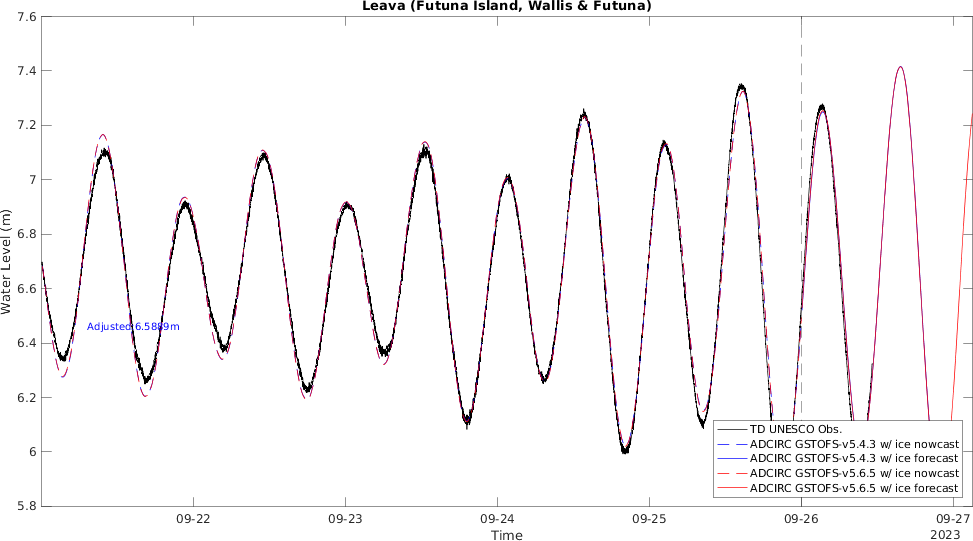 Leava (Futuna Island, Wallis & Futuna)
7.6
7.4
7.2
7
6.8
6.6
6.4
6.2
6
5.8
Water Level (m)
Adjusted 6.5889m
TD UNESCO Obs.
ADCIRC GSTOFS-v5.4.3 w/ ice nowcast
ADCIRC GSTOFS-v5.4.3 w/ ice forecast
ADCIRC GSTOFS-v5.6.5 w/ ice nowcast
ADCIRC GSTOFS-v5.6.5 w/ ice forecast
09-22 09-23 09-24 09-25 09-26 09-27
Time 2023